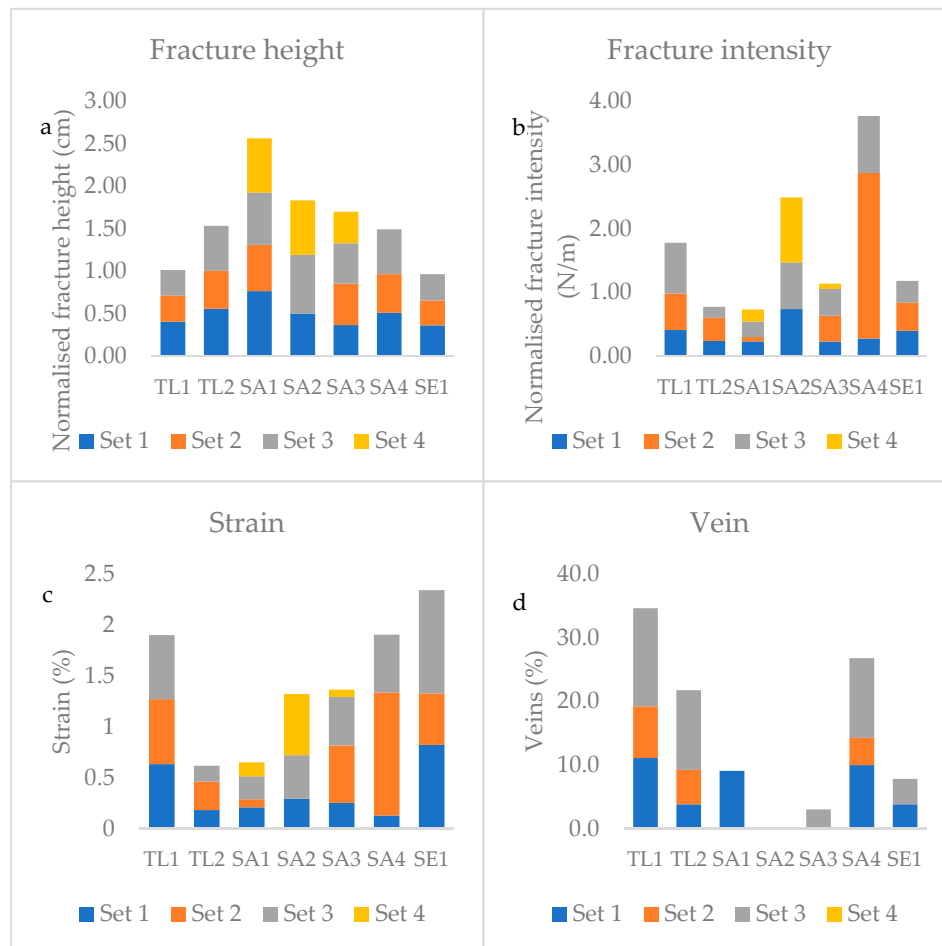 Fracture height
a
Normalised fracture height (cm)
3.00
2.50
2.00
1.50
1.00
0.50
0.00
TL1 TL2 SA1 SA2 SA3 SA4 SE1
Set 1 Set 2 Set 3 Set 4
Fracture intensity
b
Normalised fracture intensity
(N/m)
4.00
3.00
2.00
1.00
0.00
TL1 TL2 SA1 SA2 SA3 SA4 SE1
Set 1 Set 2 Set 3 Set 4
Strain
c
Strain (%)
2.5
2
1.5
1
0.5
0
TL1 TL2 SA1 SA2 SA3 SA4 SE1
Set 1 Set 2 Set 3 Set 4
Vein
d
Veins (%)
40.0
30.0
20.0
10.0
0.0
TL1 TL2 SA1 SA2 SA3 SA4 SE1
Set 1 Set 2 Set 3 Set 4